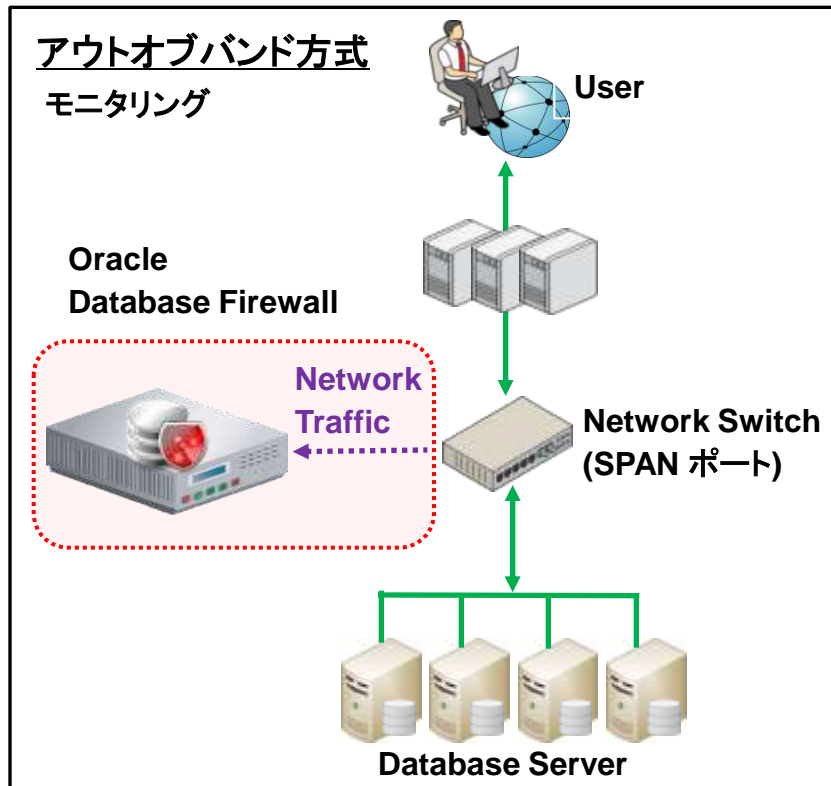 アウトオブバンド方式
モニタリング
User
Oracle
Database Firewall
Network
Traffic
Network Switch
(SPAN ポート)
Database Server